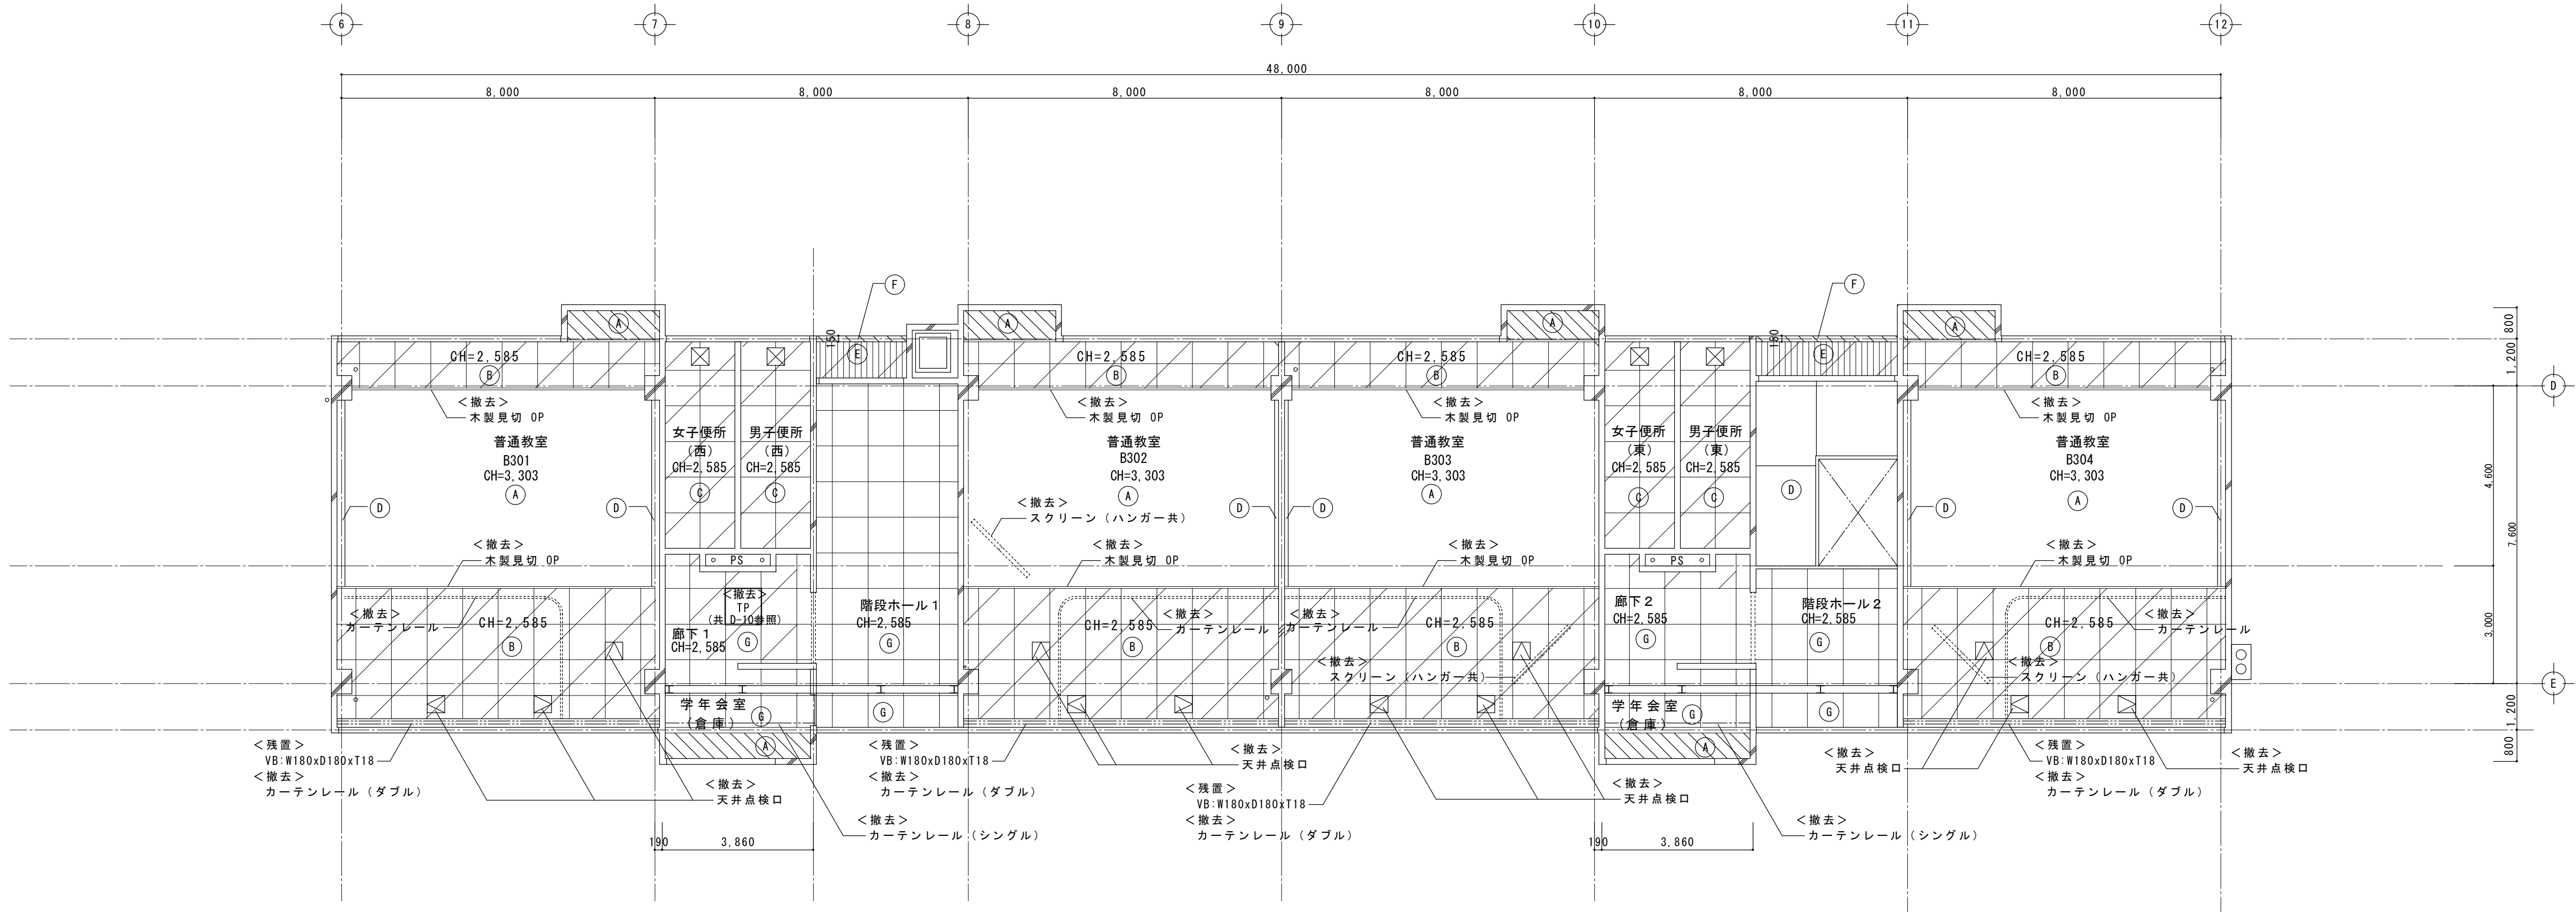 6
7
8
9
10
11
12
48,000
8,000
8,000
8,000
8,000
8,000
8,000
F
F
A
A
A
A
150
E
150
E
CH=2,585
B
CH=2,585
B
CH=2,585
B
CH=2,585
B
800
1,200
D
<撤去>
木製見切 OP
<撤去>
木製見切 OP
<撤去>
木製見切 OP
<撤去>
木製見切 OP
普通教室
B301
CH=3,303
A
女子便所
(西)
CH=2,585
C
男子便所
(西)
CH=2,585
C
普通教室
B302
CH=3,303
A
普通教室
B303
CH=3,303
A
女子便所
(東)
CH=2,585
C
男子便所
(東)
CH=2,585
C
普通教室
B304
CH=3,303
A
4,600
7,600
3,000
D
D
D
D
D
D
D
<撤去>
スクリーン(ハンガー共)
<撤去>
木製見切 OP
<撤去>
木製見切 OP
<撤去>
木製見切 OP
<撤去>
木製見切 OP
PS
PS
<撤去>
カーテンレール
CH=2,585
B
<撤去>
TP
(共 D-10参照)
廊下1
CH=2,585
G
階段ホール1
CH=2,585
G
CH=2,585
B
<撤去>
カーテンレール
<撤去>
カーテンレール
CH=2,585
B
<撤去>
スクリーン(ハンガー共)
廊下2
CH=2,585
G
階段ホール2
CH=2,585
G
CH=2,585
B
<撤去>
カーテンレール
<撤去>
スクリーン(ハンガー共)
E
1,200
800
学年会室
(倉庫)
G
G
A
学年会室
(倉庫)
G
G
A
<残置>
VB:W180xD180xT18
<撤去>
カーテンレール(ダブル)
<撤去>
天井点検口
<残置>
VB:W180xD180xT18
<撤去>
カーテンレール(ダブル)
<撤去>
カーテンレール(シングル)
<撤去>
天井点検口
<残置>
VB:W180xD180xT18
<撤去>
カーテンレール(ダブル)
<撤去>
天井点検口
<撤去>
カーテンレール(シングル)
<撤去>
天井点検口
<残置>
VB:W180xD180xT18
<撤去>
カーテンレール(ダブル)
<撤去>
天井点検口
190
3,860
190
3,860